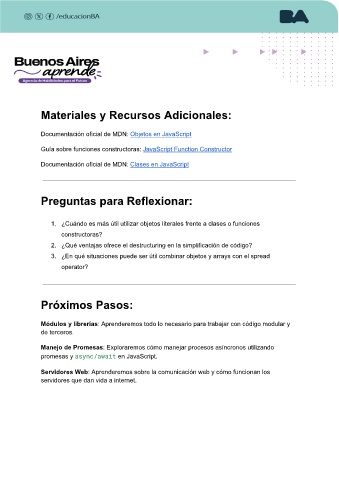 /educacionBA
BA
Buenos Aires
aprende
Agencia de Habilidades para el Futuro
Materiales y Recursos Adicionales:
Documentación oficial de MDN: Objetos en JavaScript
Guía sobre funciones constructoras: JavaScript Function Constructor
Documentación oficial de MDN: Clases en JavaScript
Preguntas para Reflexionar:
1. ¿Cuándo es más útil utilizar objetos literales frente a clases o funciones
constructoras?
2. ¿Qué ventajas ofrece el destructuring en la simplificación de código?
3. ¿En qué situaciones puede ser útil combinar objetos y arrays con el spread
operator?
Próximos Pasos:
Módulos y librerías: Aprenderemos todo lo necesario para trabajar con código modular y
de terceros.
Manejo de Promesas: Exploraremos cómo manejar procesos asíncronos utilizando
promesas y async/await en JavaScript.
Servidores Web: Aprenderemos sobre la comunicación web y cómo funcionan los
servidores que dan vida a internet.